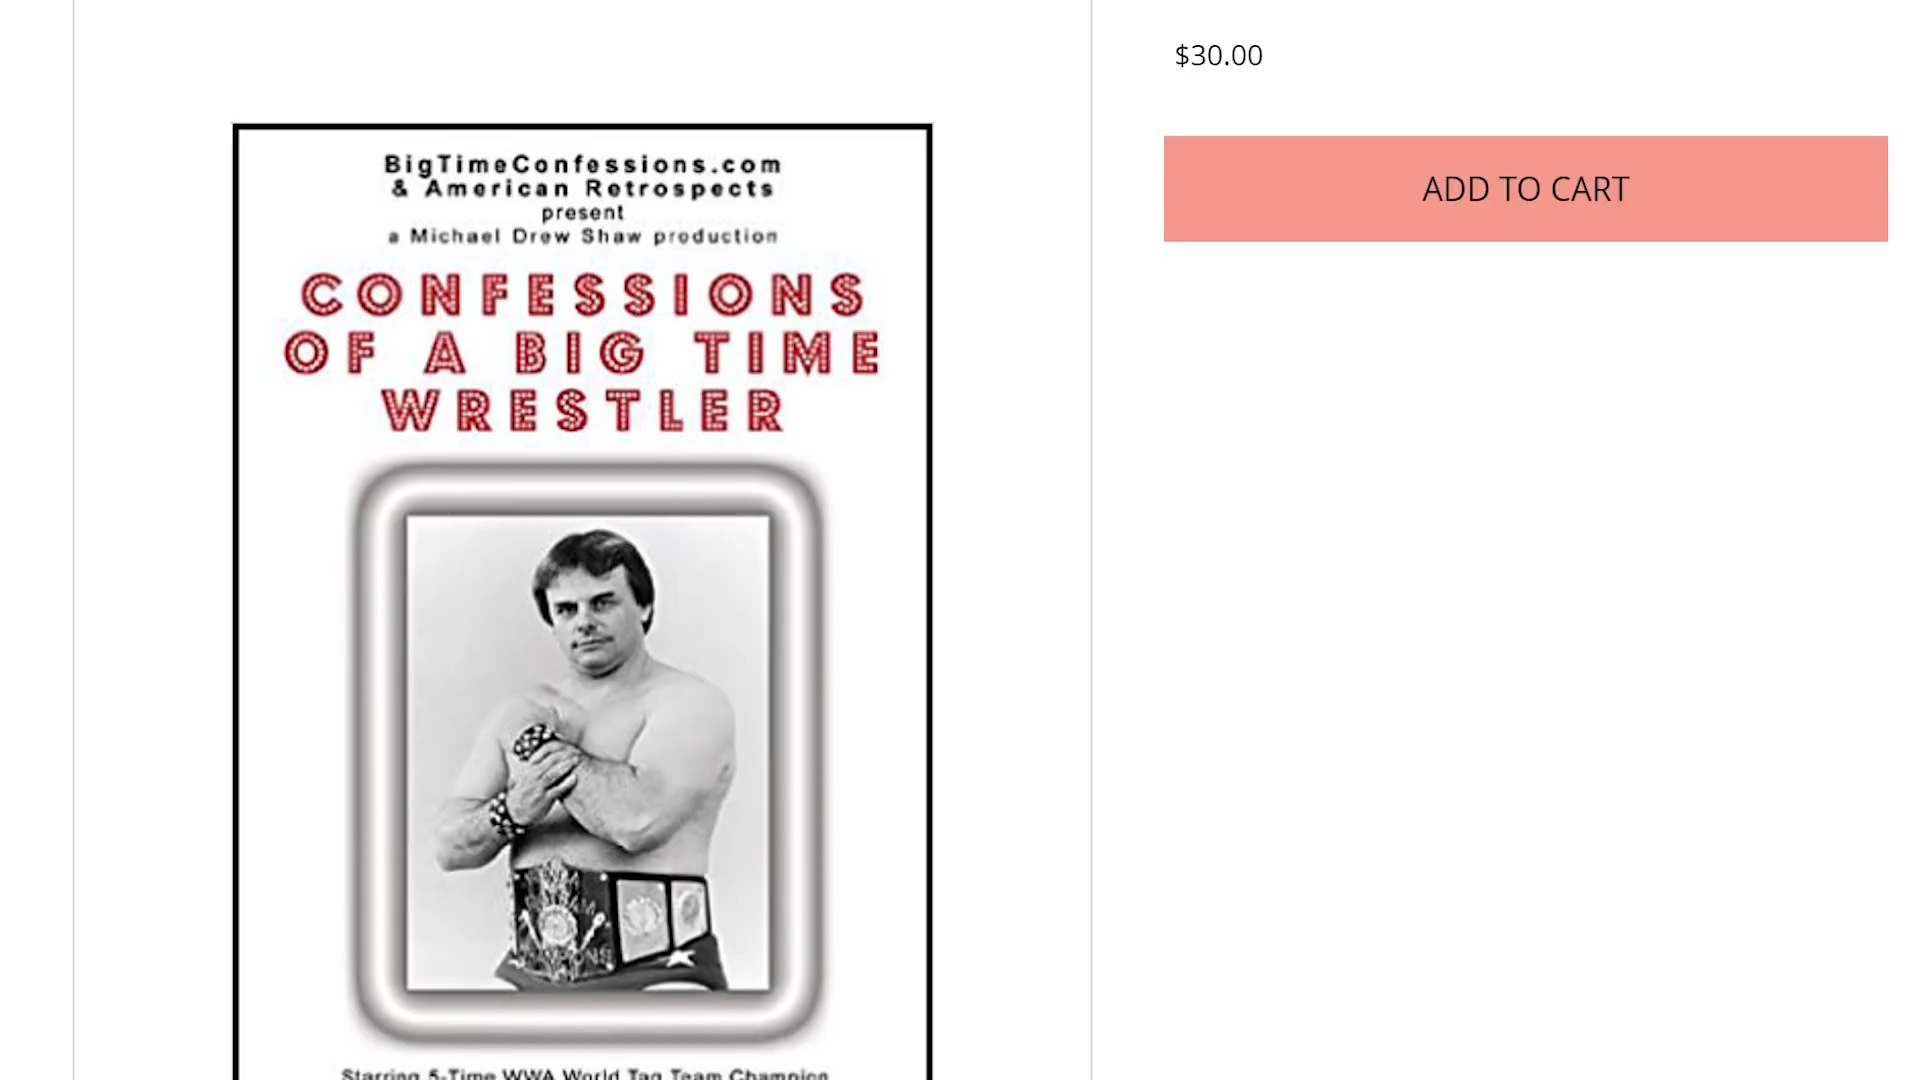 $30.00
ADD TO CART
BigTimeConfessions.com
& American Retrospects
present
a Michael Drew Shaw production
CONFESSIONS
OF A BIG TIME
WRESTLER
Starring 5-Time WWA World Tag Team Champion